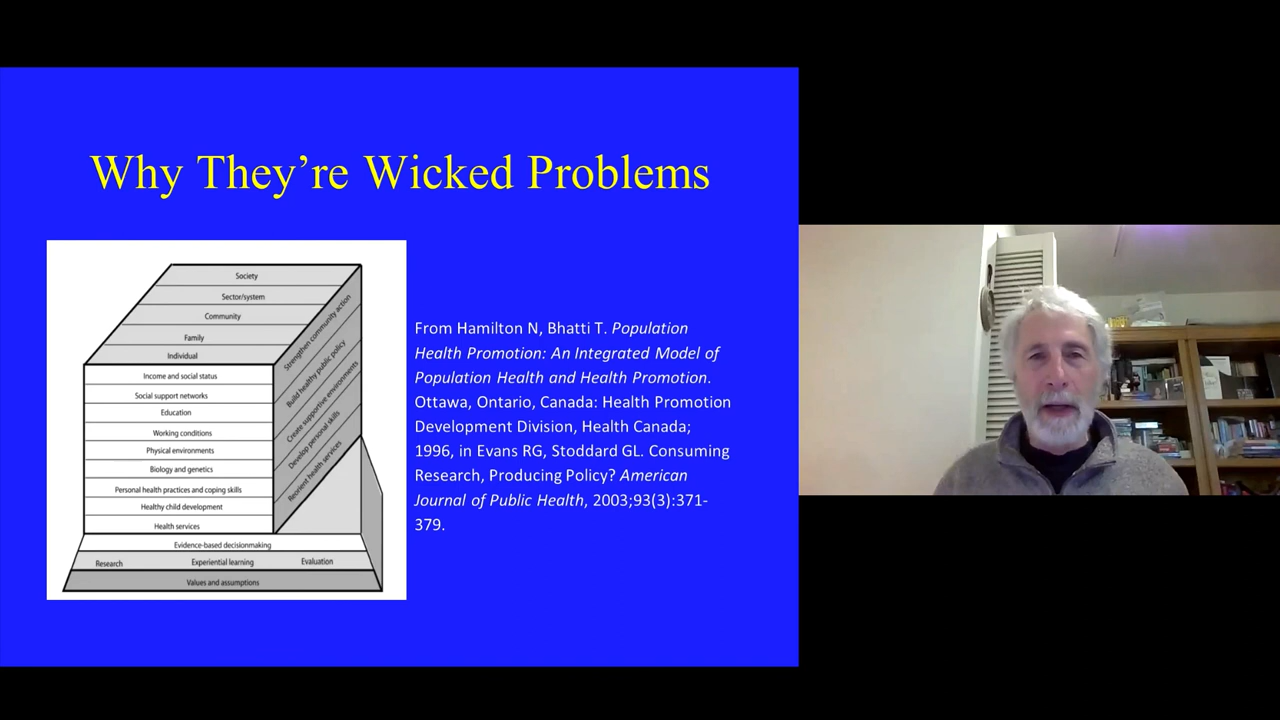 Why They’re Wicked Problems
Society
Sector/system
Community
Family
Individual
Income and social status
Social support networks
Education
Working conditions
Physical environments
Biology and genetics
Personal health practices and coping skills
Healthy child development
Health services
Strengthen community action
Build healthy public policy
Create supportive environments
Develop personal skills
Reorient health services
Evidence-based decisionmaking
Research Experiential learning Evaluation
Values and assumptions
From Hamilton N, Bhatti T. Population
Health Promotion: An Integrated Model of
Population Health and Health Promotion.
Ottawa, Ontario, Canada: Health Promotion
Development Division, Health Canada;
1996, in Evans RG, Stoddard GL. Consuming
Research, Producing Policy? American
Journal of Public Health, 2003;93(3):371-
379.